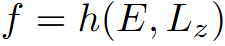 f = h(E, L_z)